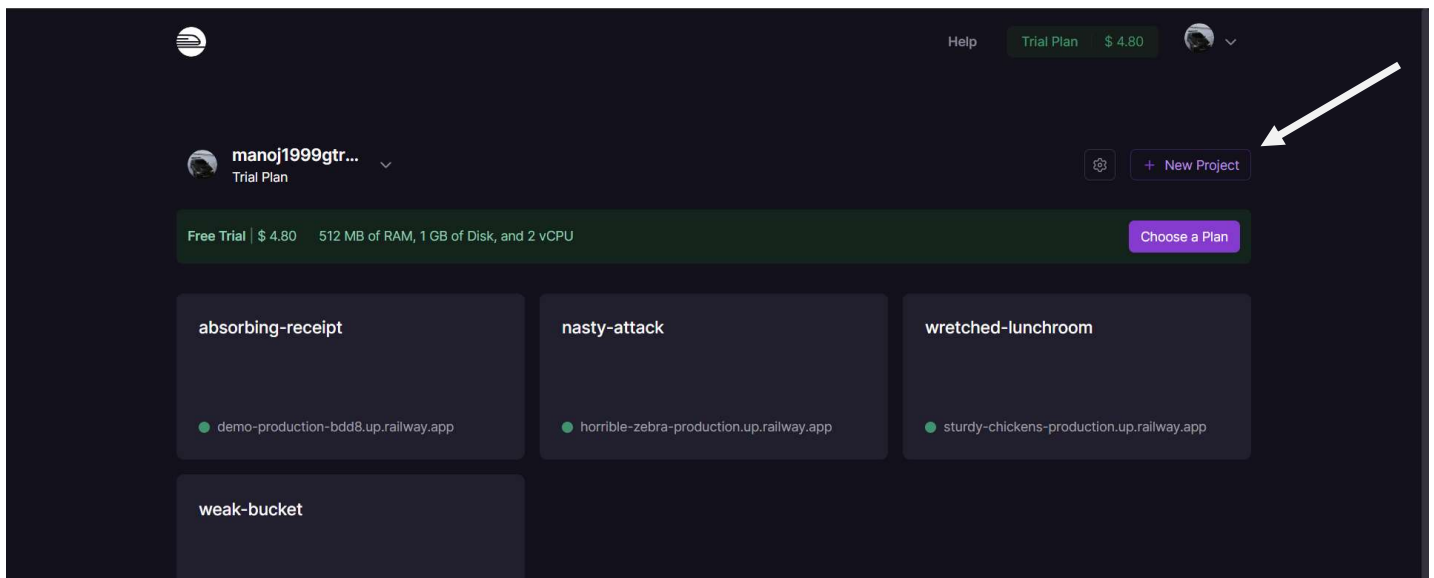 Help Trial Plan $ 4.80
manoj1999gtr...
Trial Plan
+ New Project
Free Trial | $ 4.80 512 MB of RAM, 1 GB of Disk, and 2 vCPU Choose a Plan
absorbing-receipt nasty-attack wretched-lunchroom
demo-production-bdd8.up.railway.app horrible-zebra-production.up.railway.app sturdy-chickens-production.up.railway.app
weak-bucket